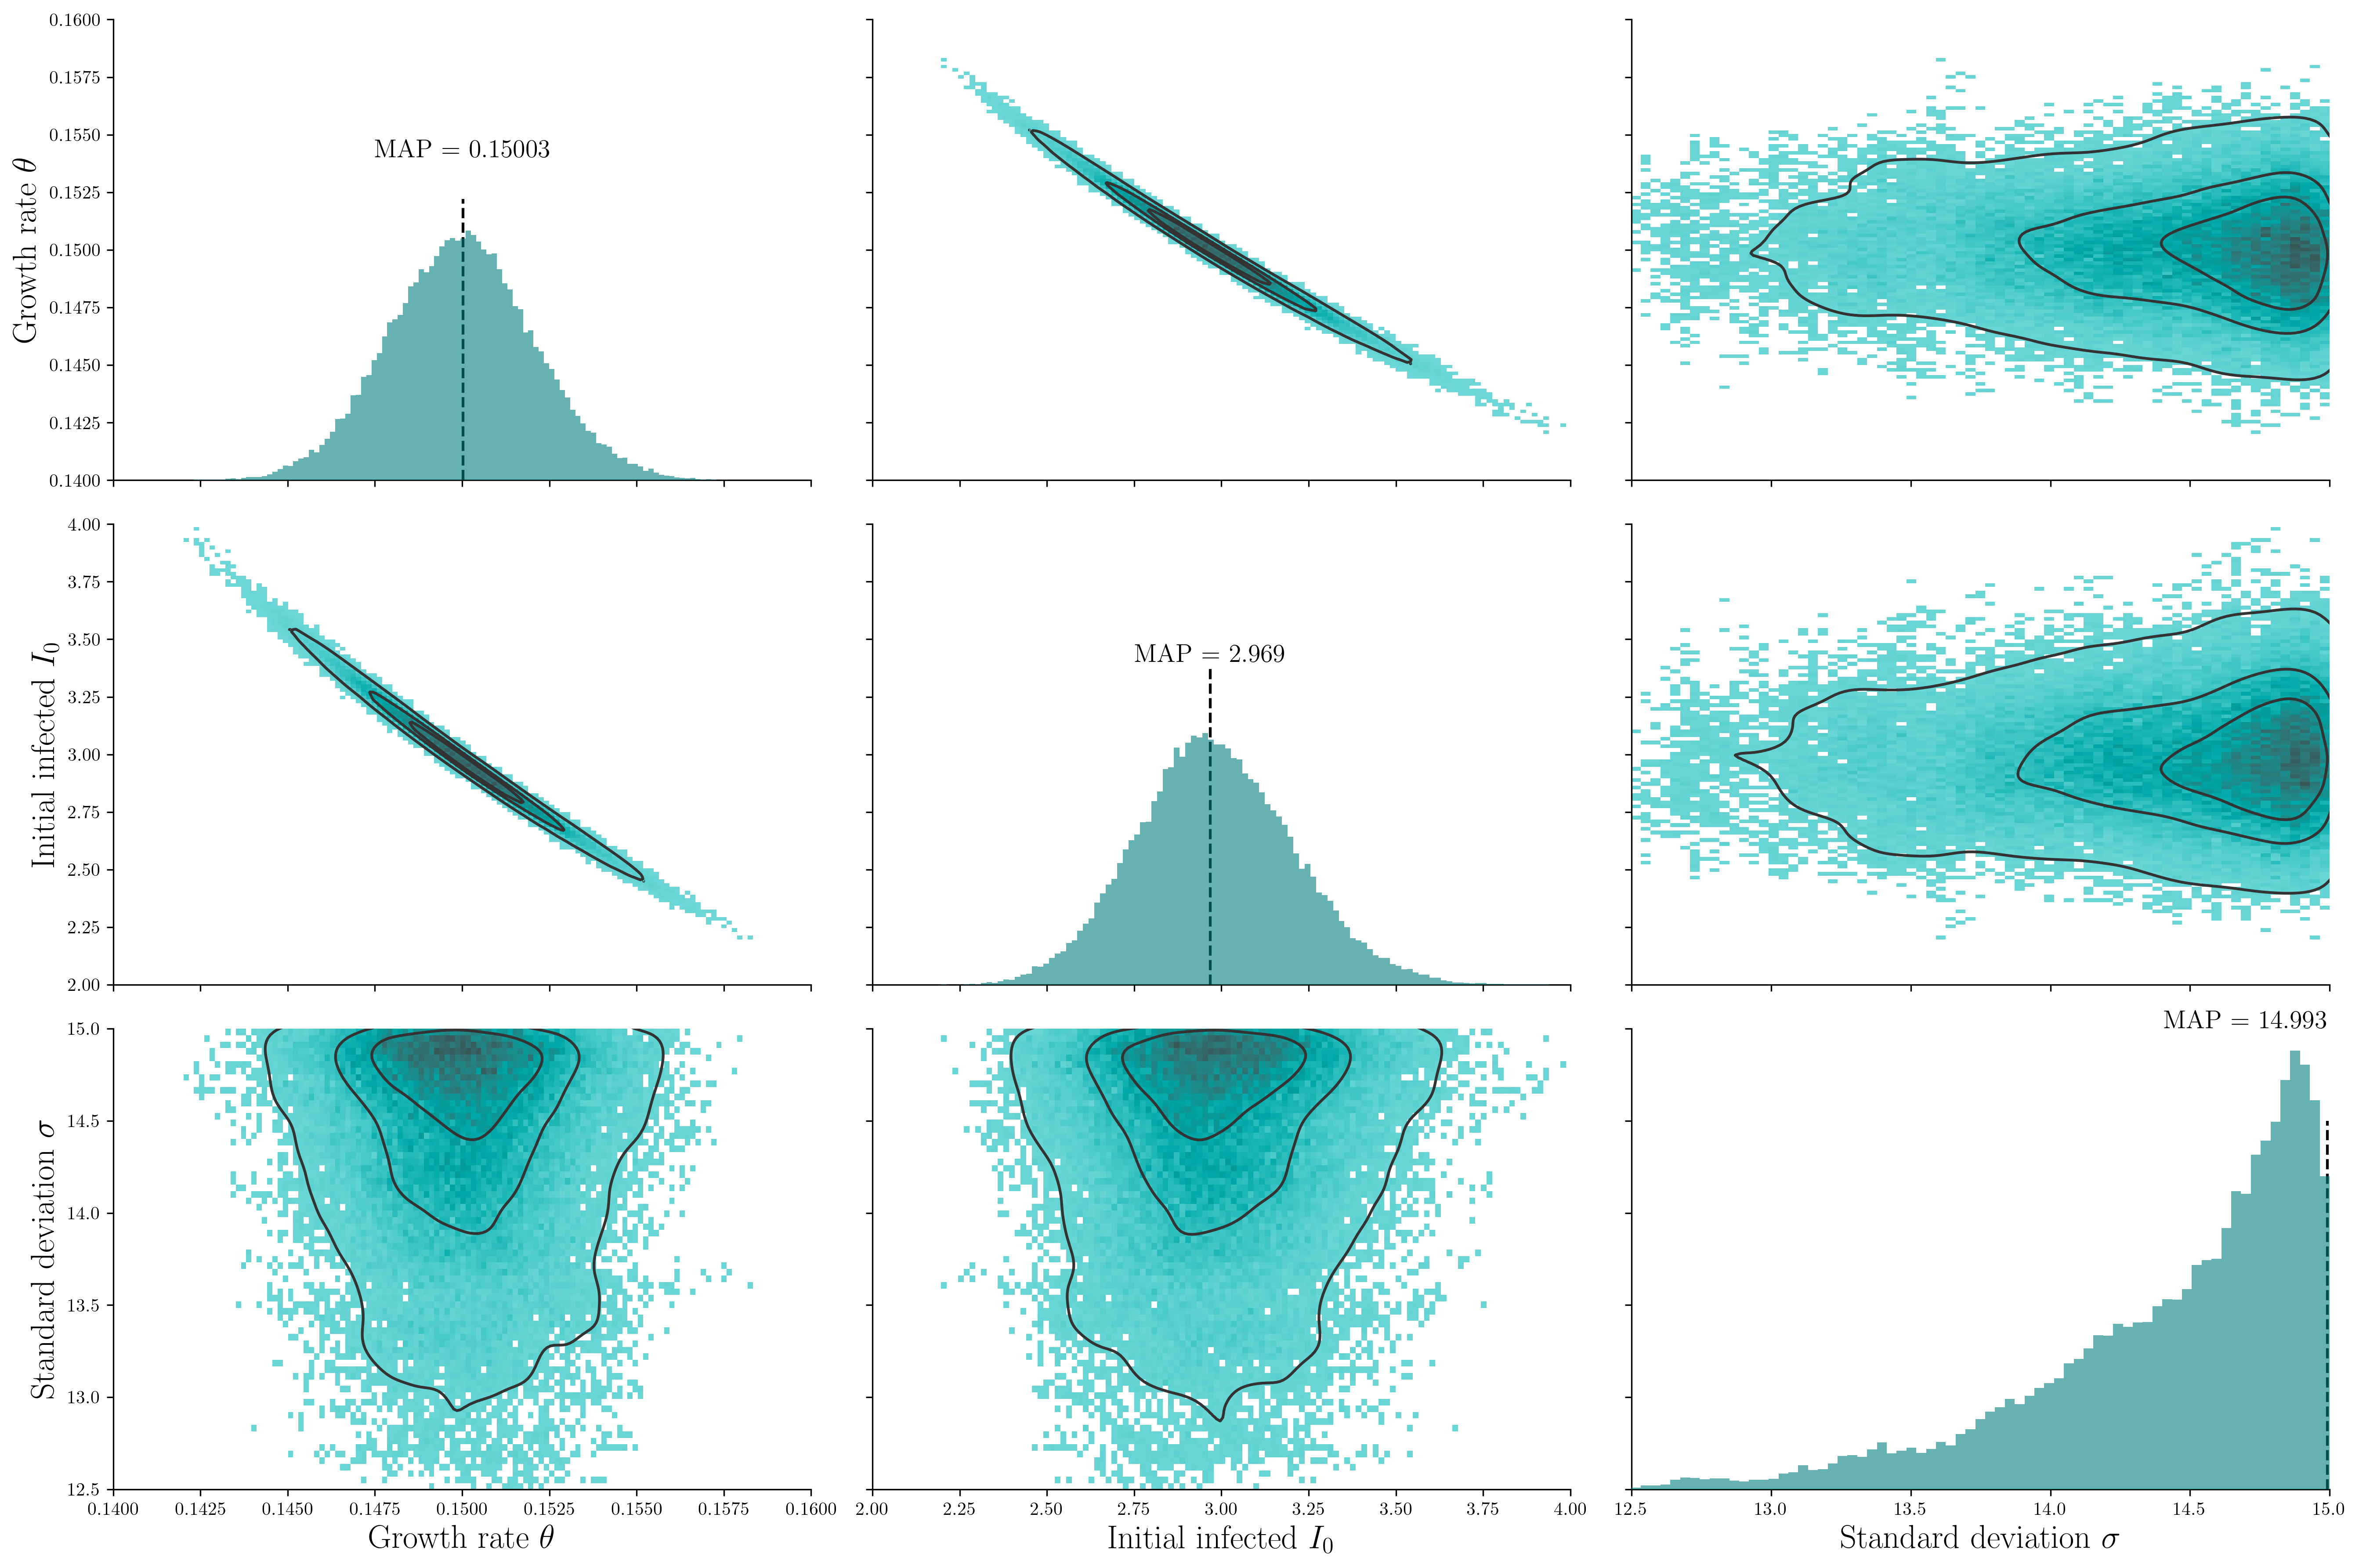 0.1600
0.1575
0.1550
0.1525
0.1500
0.1475
0.1450
0.1425
0.1400
Growth rate θ
MAP = 0.15003
4.00
3.75
3.50
3.25
3.00
2.75
2.50
2.25
2.00
Initial infected I₀
MAP = 2.969
15.0
14.5
14.0
13.5
13.0
12.5
Standard deviation σ
MAP = 14.993
0.1400 0.1425 0.1450 0.1475 0.1500 0.1525 0.1550 0.1575 0.1600
Growth rate θ
2.00 2.25 2.50 2.75 3.00 3.25 3.50 3.75 4.00
Initial infected I₀
12.5 13.0 13.5 14.0 14.5 15.0
Standard deviation σ